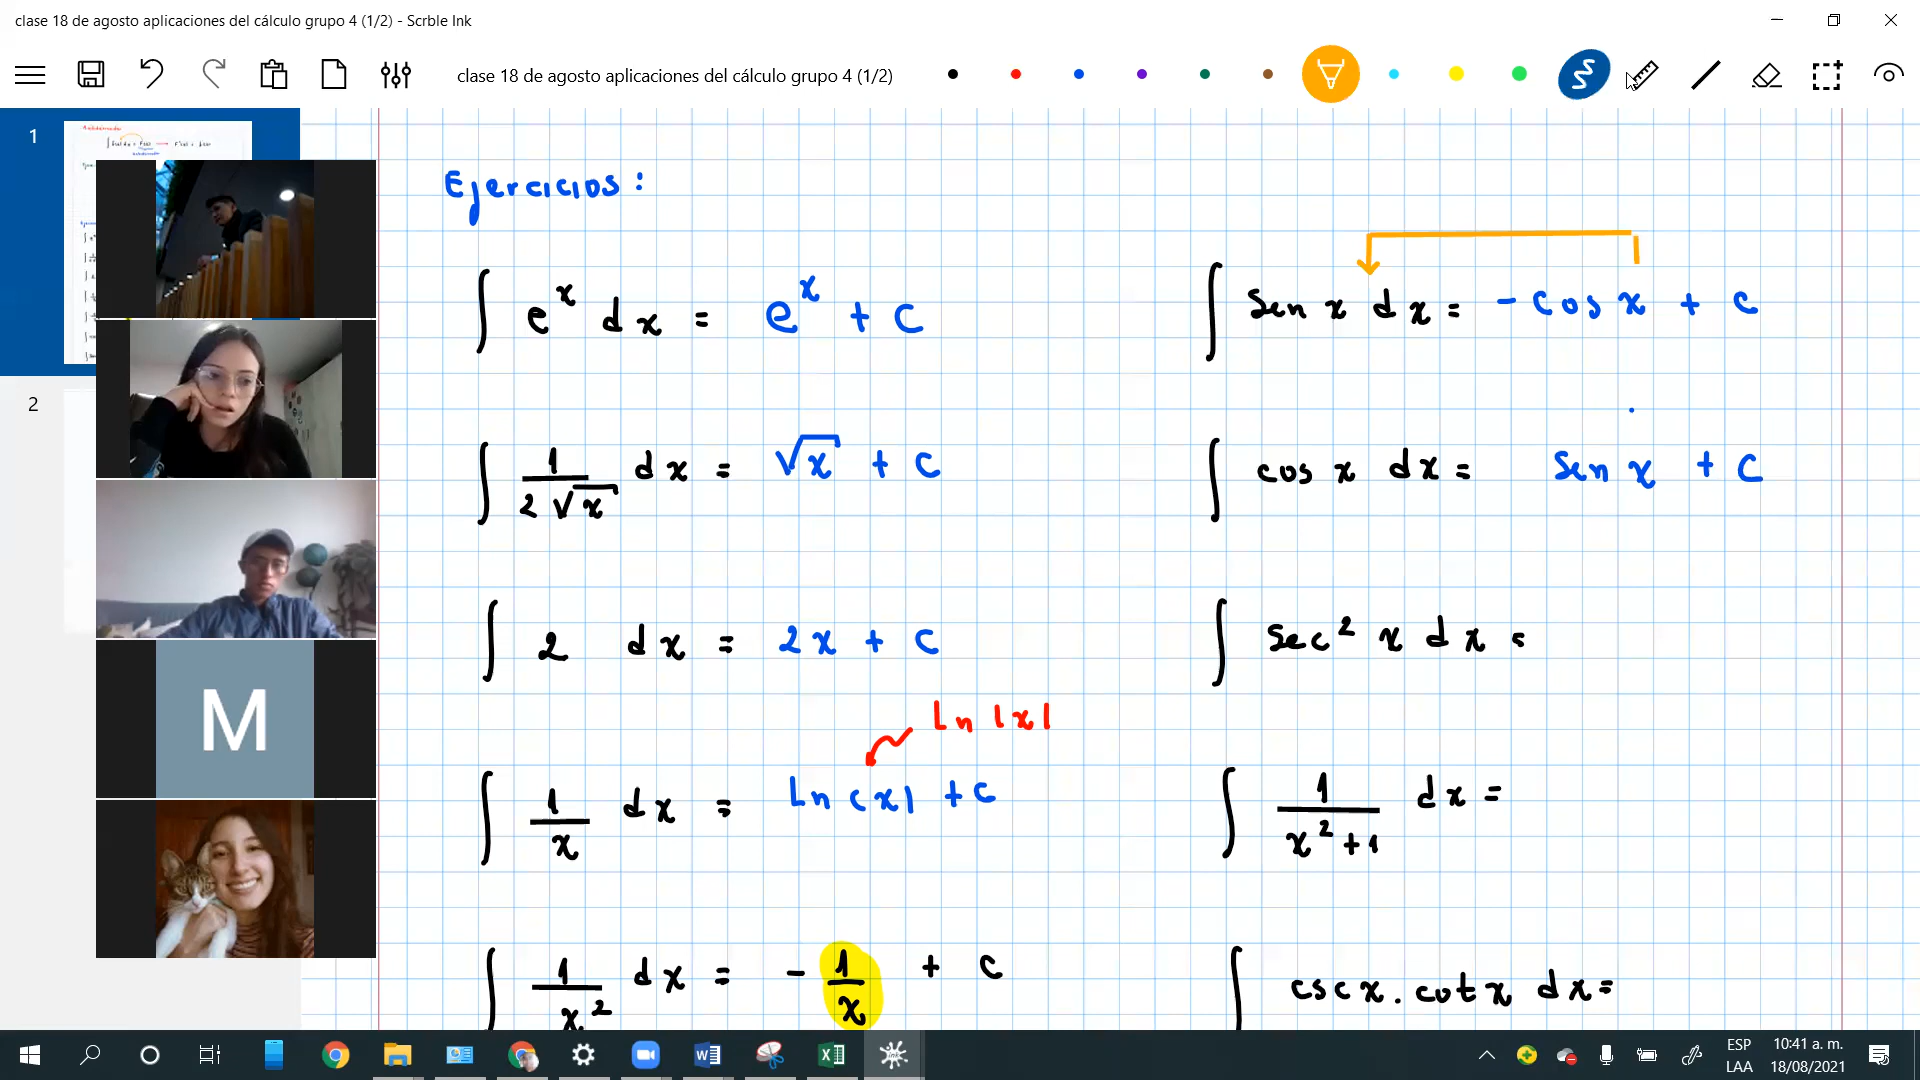 clase 18 de agosto aplicaciones del cálculo grupo 4 (1/2) - Scrble Ink
clase 18 de agosto aplicaciones del cálculo grupo 4 (1/2)
1
2
M
Ejercicios:
∫ e^x dx = e^x + c
∫ 1/(2√x) dx = √x + c
∫ 2 dx = 2x + c
ln |x|
∫ 1/x dx = Ln(x) + c
∫ 1/x² dx = - 1/x + c
∫ Sen x dx = - cos x + c
∫ cos x dx = Sen x + c
∫ Sec² x dx =
∫ 1/(x² + 1) dx =
∫ csc x . cot x dx =
ESP
LAA
10:41 a. m.
18/08/2021